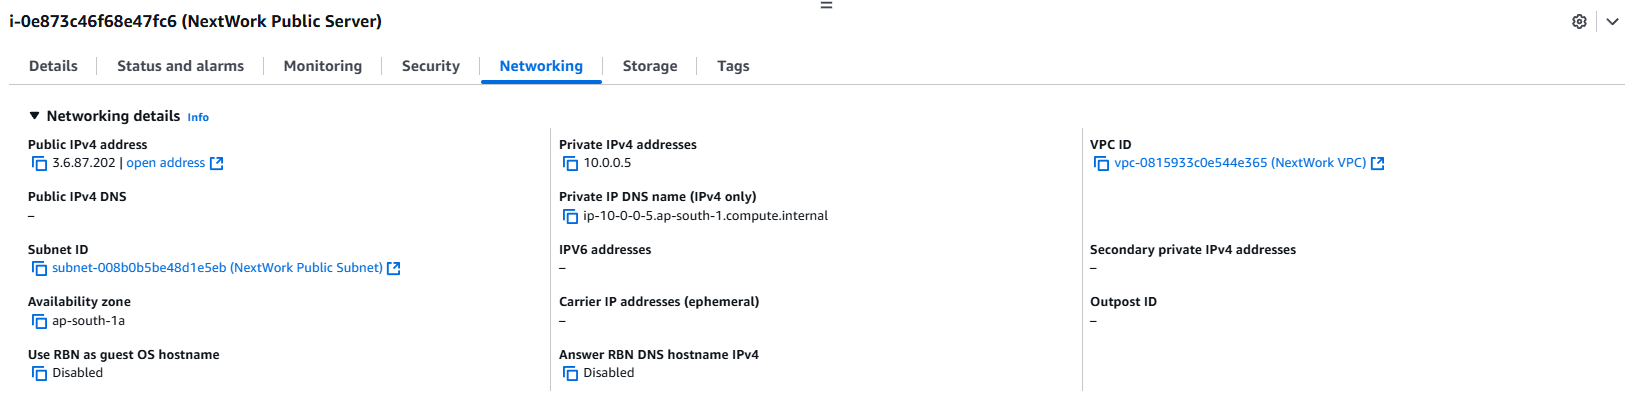 i-0e873c46f68e47fc6 (NextWork Public Server)
Details
Status and alarms
Monitoring
Security
Networking
Storage
Tags
Networking details Info
Public IPv4 address
3.6.87.202 | open address
Private IPv4 addresses
10.0.0.5
VPC ID
vpc-0815933c0e544e365 (NextWork VPC)
Public IPv4 DNS
–
Private IP DNS name (IPv4 only)
ip-10-0-0-5.ap-south-1.compute.internal
Subnet ID
subnet-008b0b5be48d1e5eb (NextWork Public Subnet)
IPV6 addresses
–
Secondary private IPv4 addresses
–
Availability zone
ap-south-1a
Carrier IP addresses (ephemeral)
–
Outpost ID
–
Use RBN as guest OS hostname
Disabled
Answer RBN DNS hostname IPv4
Disabled